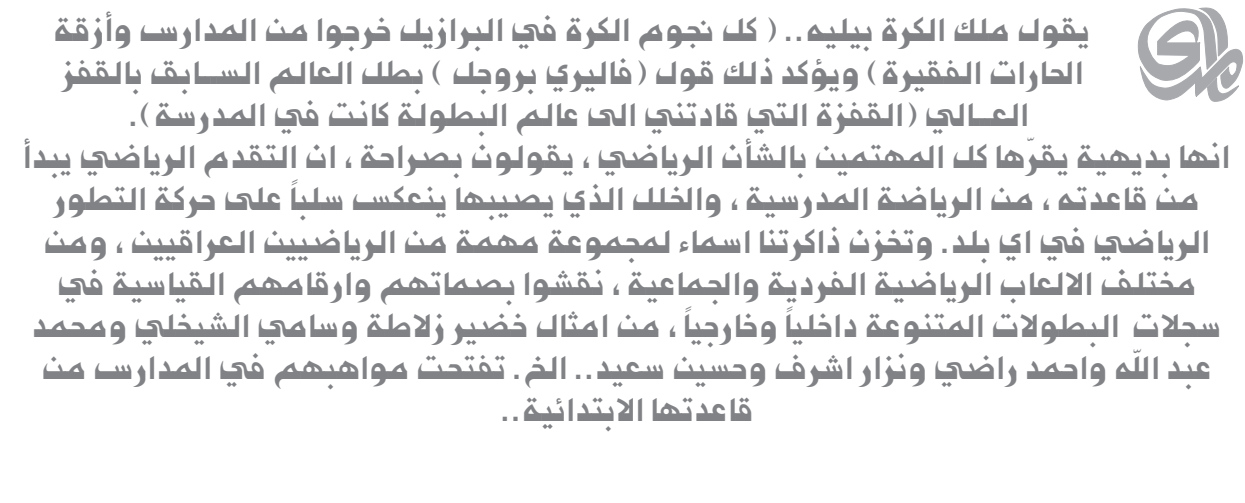 يقول ملك الكرة بيليه.. ( كل نجوم الكرة في البرازيل خرجوا من المدارس وأزقة
الحارات الفقيرة ) ويؤكد ذلك قول ( فاليري بروجل ) بطل العالم الســابق بالقفز
العــالي (القفزة التي قادتني الى عالم البطولة كانت في المدرسة ).
انها بديهية يقرّها كل المهتمين بالشأن الرياضي ، يقولون بصراحة ، ان التقدم الرياضي يبدأ
من قاعدته ، من الرياضة المدرسية ، والخلل الذي يصيبها ينعكس سلباً على حركة التطور
الرياضي في اي بلد. وتخزن ذاكرتنا اسماء لمجموعة مهمة من الرياضيين العراقيين ، ومن
مختلف الالعاب الرياضية الفردية والجماعية ، نقشوا بصماتهم وارقامهم القياسية في
سجلات البطولات المتنوعة داخلياً وخارجياً ، من امثال خضير زلاطة وسامي الشيخلي ومحمد
عبد اللّه واحمد راضي ونزار اشرف وحسين سعيد.. الخ. تفتحت مواهبهم في المدارس من
قاعدتها الابتدائية..